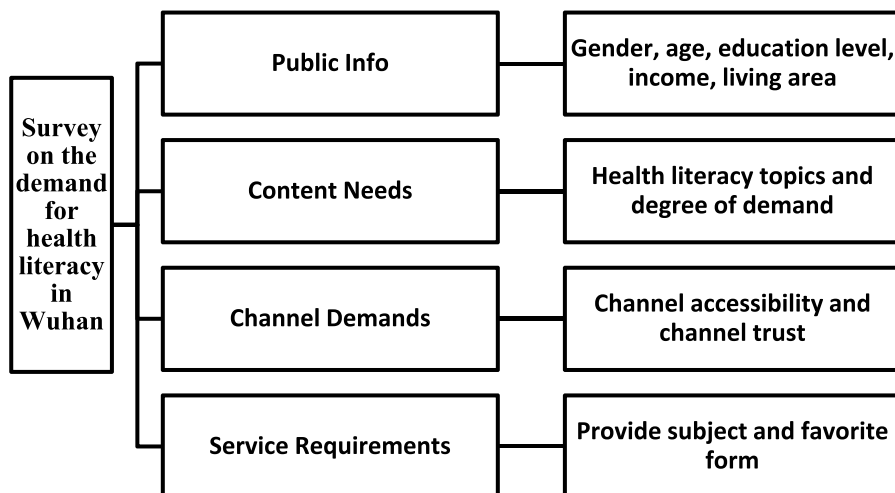 Survey
on the
demand
for
health
literacy
in
Wuhan
Public Info
Gender, age, education level,
income, living area
Content Needs
Health literacy topics and
degree of demand
Channel Demands
Channel accessibility and
channel trust
Service Requirements
Provide subject and favorite
form